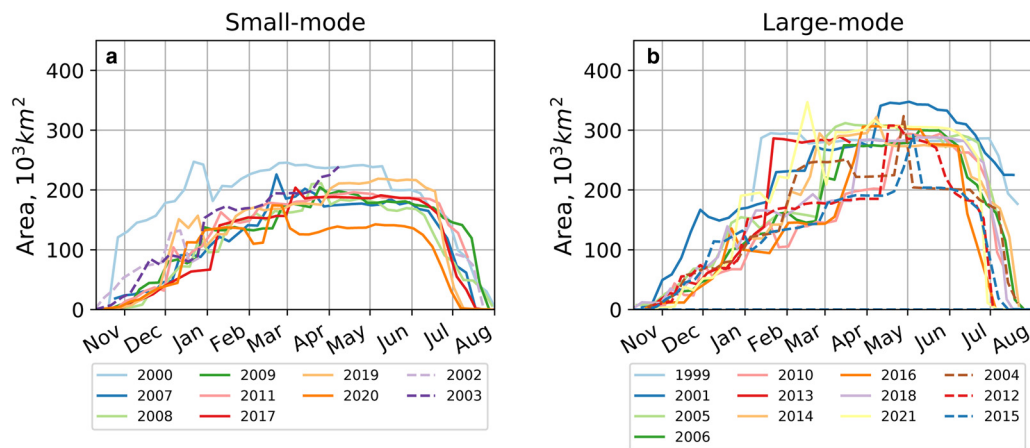 Small-mode
a
Area, 10³km²
400
300
200
100
0
Nov Dec Jan Feb Mar Apr May Jun Jul Aug
2000 2009 2019 2002
2007 2011 2020 2003
2008 2017
Large-mode
b
Area, 10³km²
400
300
200
100
0
Nov Dec Jan Feb Mar Apr May Jun Jul Aug
1999 2010 2016 2004
2001 2013 2018 2012
2005 2014 2021 2015
2006